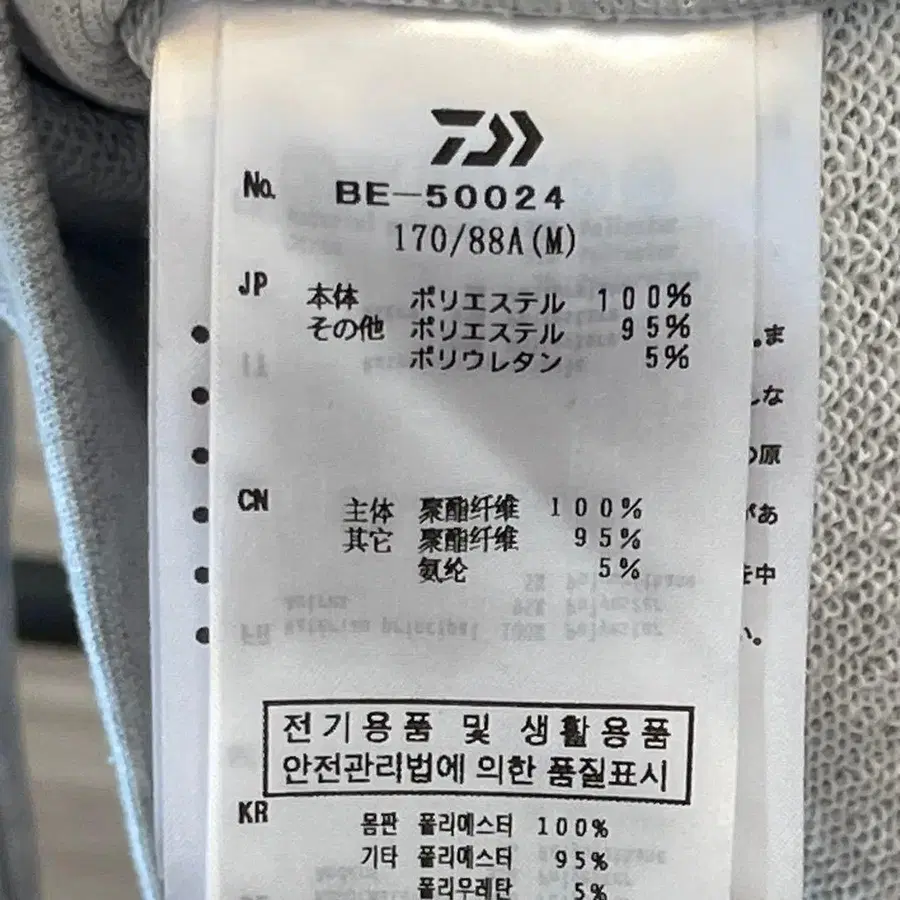 No. BE-50024
170/88A(M)
JP 本体 ポリエステル 100%
その他 ポリエステル 95%
ポリウレタン 5%
CN 主体 聚酯纤维 100%
其它 聚酯纤维 95%
氨纶 5%
전기용품 및 생활용품
안전관리법에 의한 품질표시
KR 몸판 폴리에스터 100%
기타 폴리에스터 95%
폴리우레탄 5%